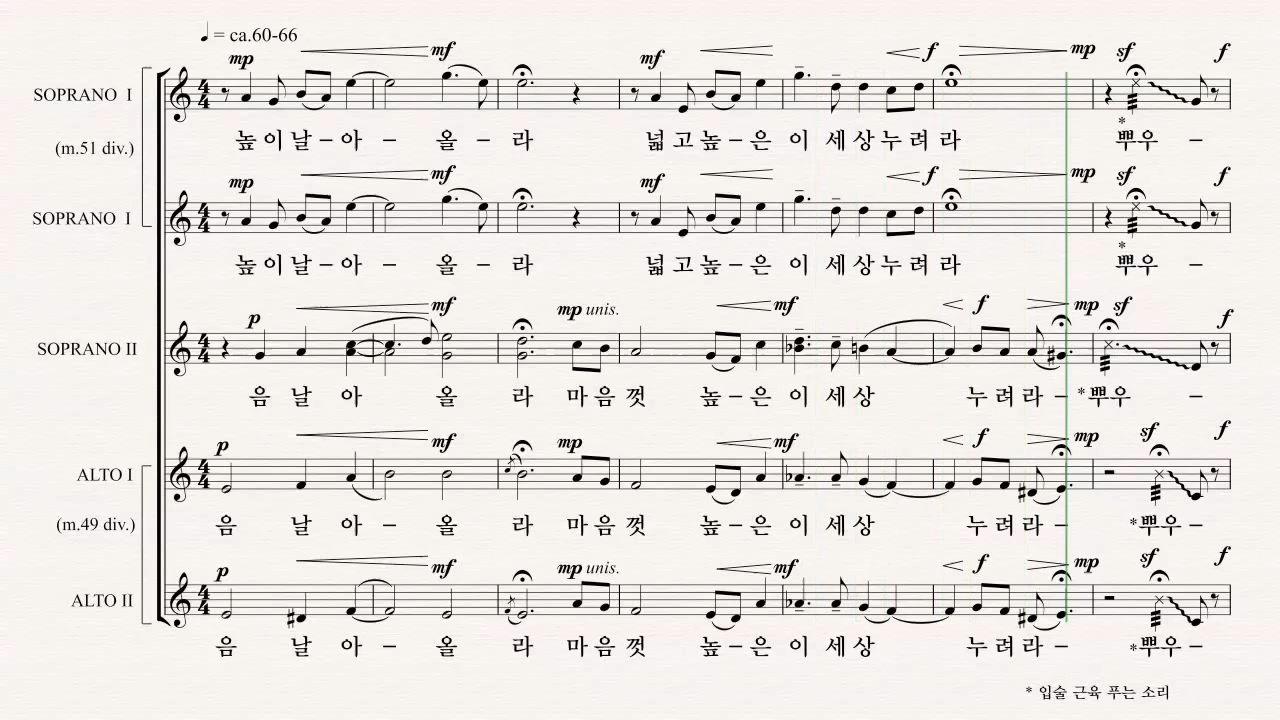 ♩ = ca.60-66
mp mf mf f mp sf f
SOPRANO I
높 이 날 – 아 – 올 – 라 넓 고 높 – 은 이 세 상 누 려 라 * 뿌우 –
(m.51 div.)
mp mf mf f mp sf f
SOPRANO I
높 이 날 – 아 – 올 – 라 넓 고 높 – 은 이 세 상 누 려 라 * 뿌우 –
p mf mp unis. mf f mp sf f
SOPRANO II
음 날 아 올 라 마 음 껏 높 – 은 이 세 상 누 려 라 – *뿌우 –
p mf mp mf f mp sf f
ALTO I
음 날 아 – 올 라 마 음 껏 높 – 은 이 세 상 누 려 라 – *뿌우 –
(m.49 div.)
p mf mp unis. mf f mp sf f
ALTO II
음 날 아 – 올 라 마 음 껏 높 – 은 이 세 상 누 려 라 – *뿌우 –
* 입술 근육 푸는 소리